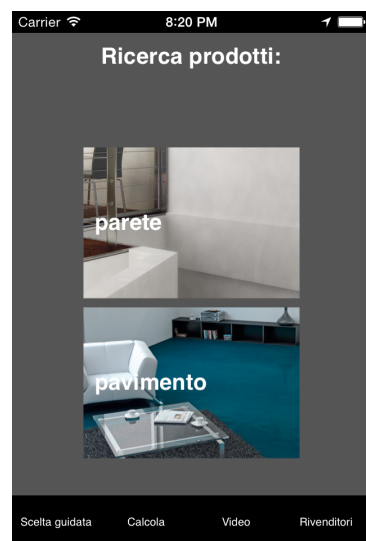 Carrier 8:20 PM
Ricerca prodotti:
parete
pavimento
Scelta guidata Calcola Video Rivenditori